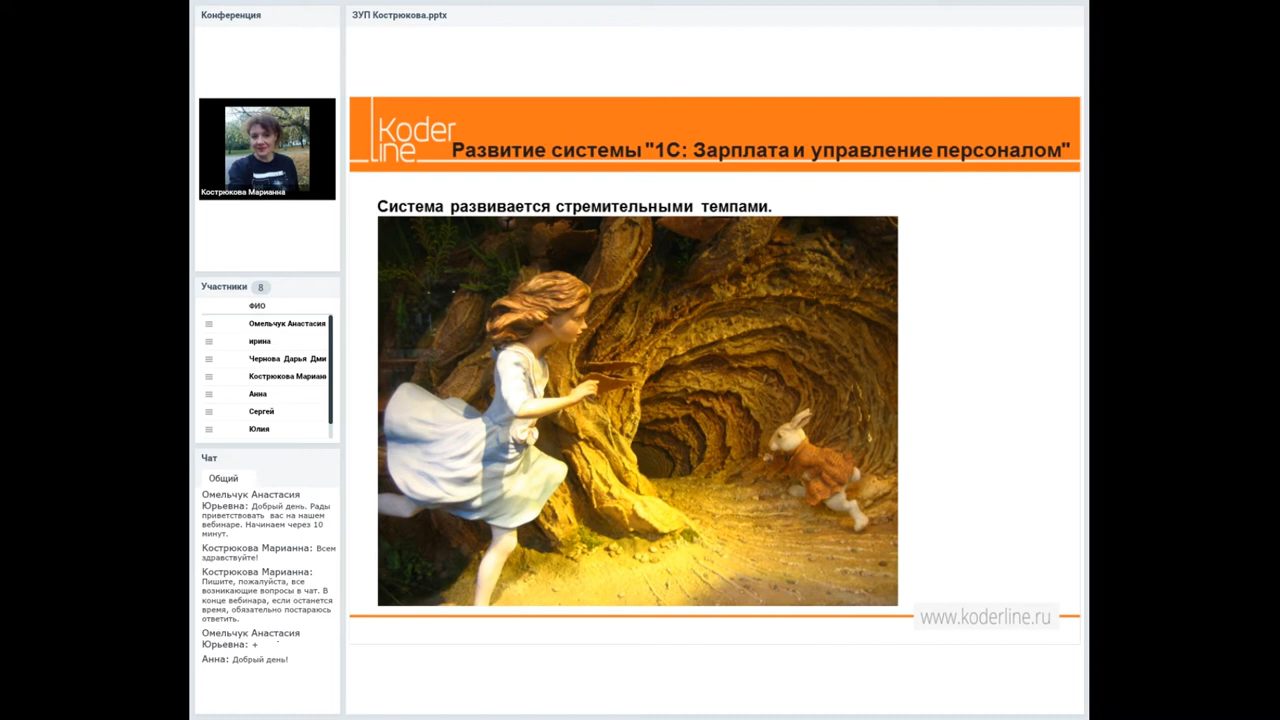 Конференция
Кострюкова Марианна
Участники 8
ФИО
Омельчук Анастасия
ирина
Чернова Дарья Дми
Кострюкова Мариан
Анна
Сергей
Юлия
Чат
Общий
Омельчук Анастасия
Юрьевна: Добрый день. Рады
приветствовать вас на нашем
вебинаре. Начинаем через 10
минут.
Кострюкова Марианна: Всем
здравствуйте!
Кострюкова Марианна:
Пишите, пожалуйста, все
возникающие вопросы в чат. В
конце вебинара, если останется
время, обязательно постараюсь
ответить.
Омельчук Анастасия
Юрьевна: +
Анна: Добрый день!
ЗУП Кострюкова.pptx
Koder
line
Развитие системы "1С: Зарплата и управление персоналом"
Система развивается стремительными темпами.
www.koderline.ru